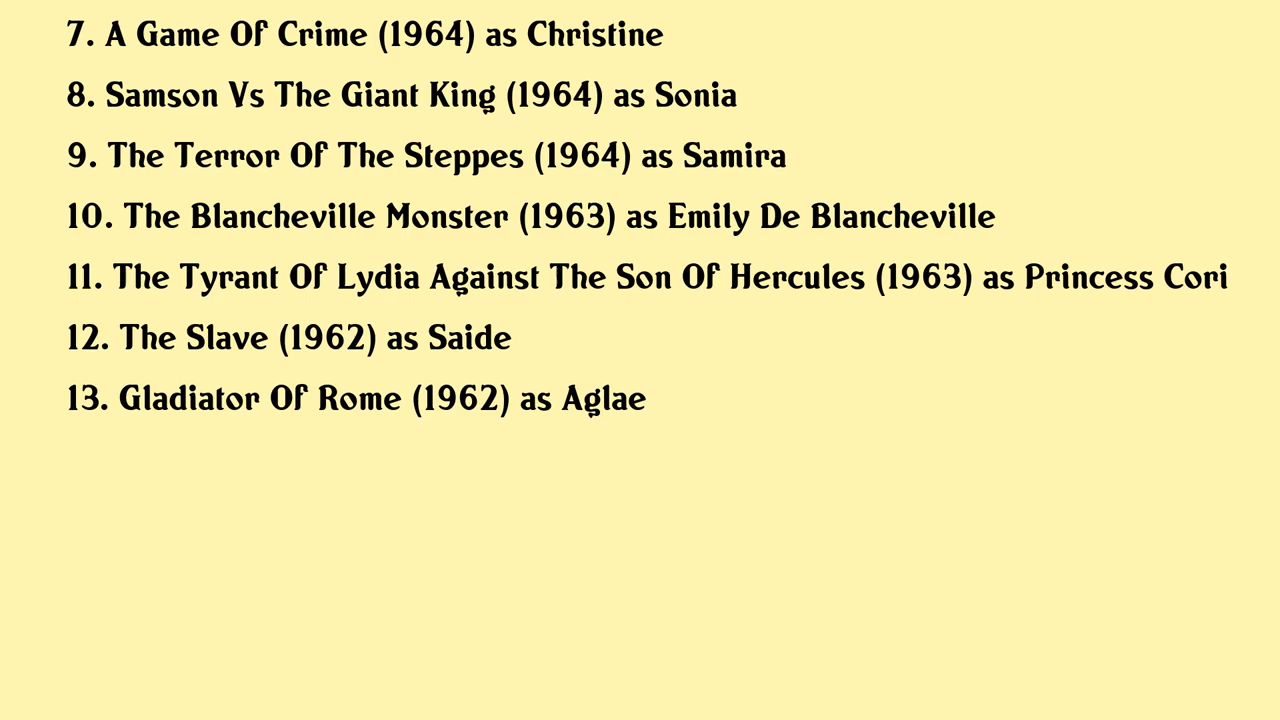 7. A Game Of Crime (1964) as Christine
8. Samson Vs The Giant King (1964) as Sonia
9. The Terror Of The Steppes (1964) as Samira
10. The Blancheville Monster (1963) as Emily De Blancheville
11. The Tyrant Of Lydia Against The Son Of Hercules (1963) as Princess Cori
12. The Slave (1962) as Saide
13. Gladiator Of Rome (1962) as Aglae